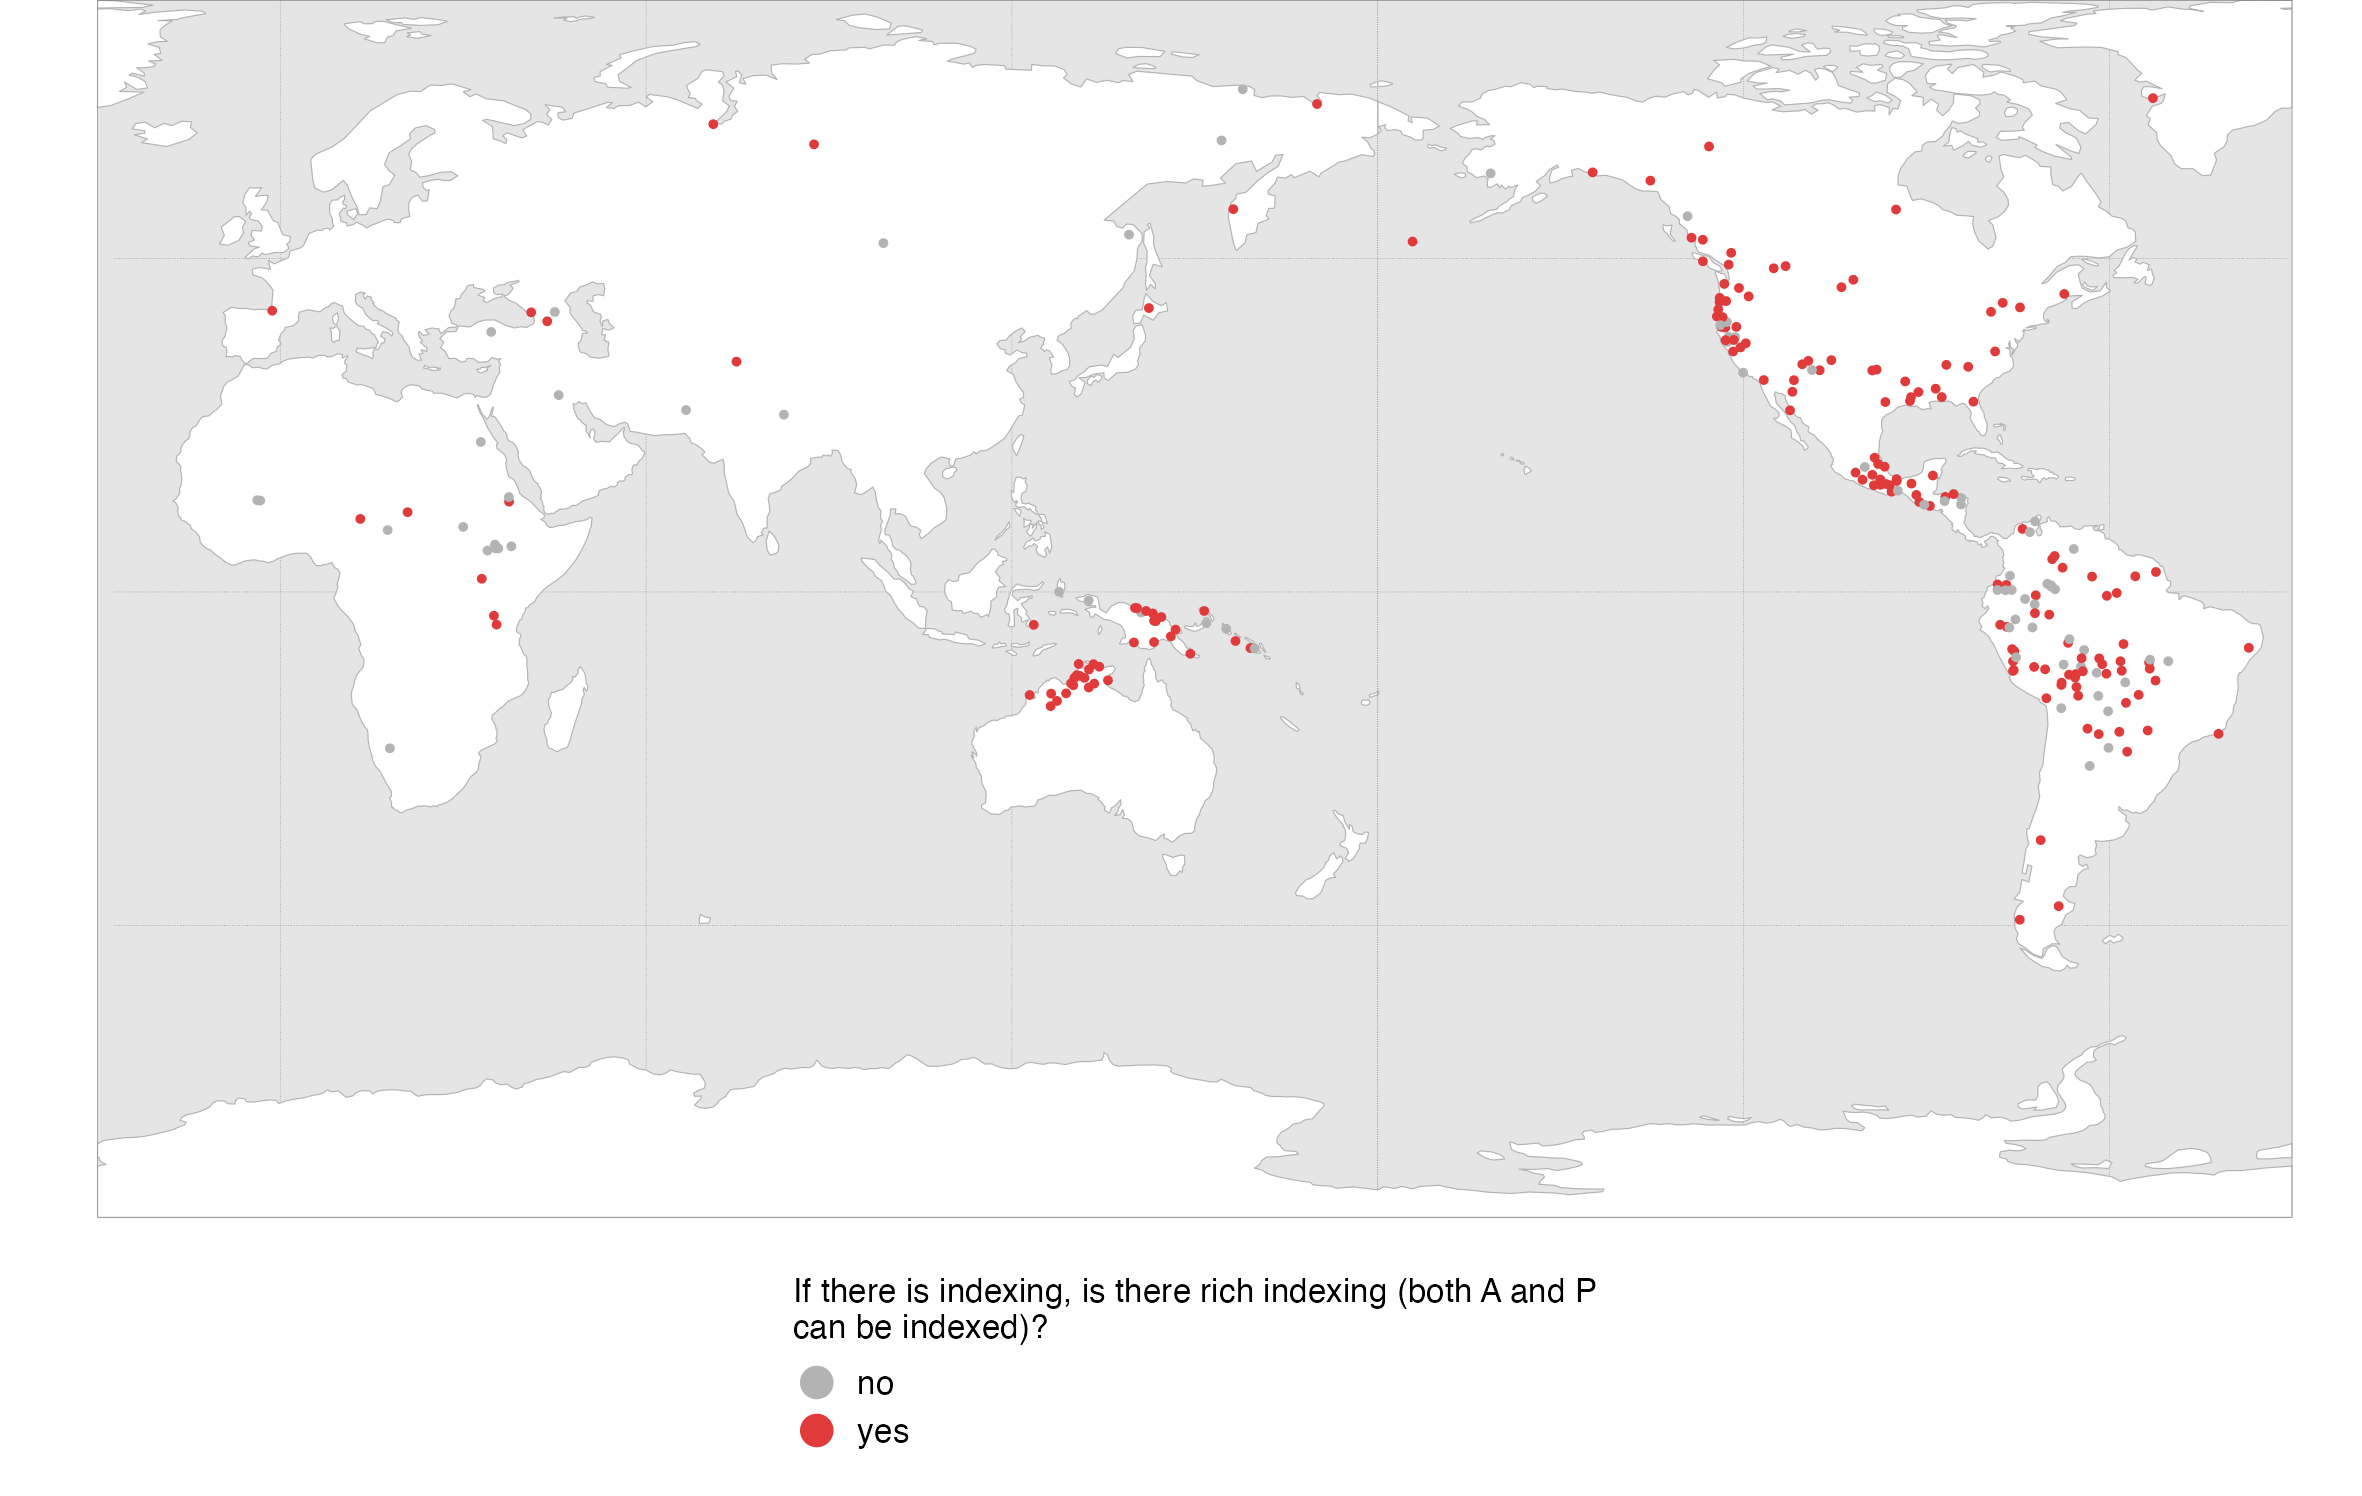 If there is indexing, is there rich indexing (both A and P
can be indexed)?
no
yes